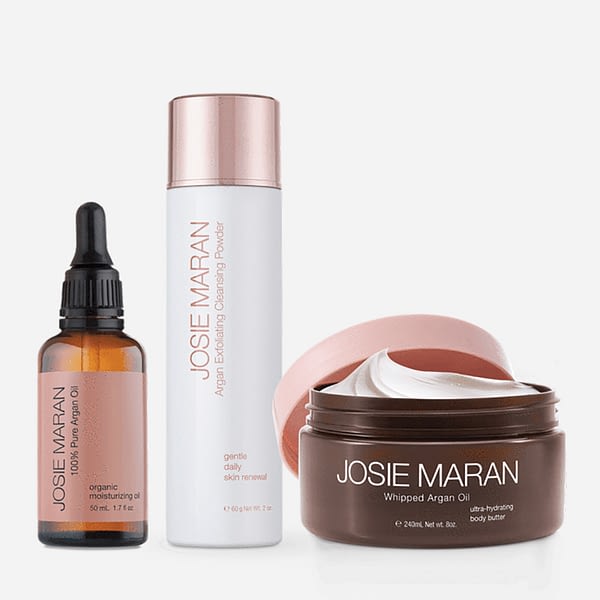 JOSIE MARAN
100% Pure Argan Oil
organic
moisturizing oil
50 mL 1.7 fl oz
JOSIE MARAN
Argan Exfoliating Cleansing Powder
gentle
daily
skin renewal
℮ 60 g Net Wt. 2 oz.
JOSIE MARAN
Whipped Argan Oil
ultra-hydrating
body butter
℮ 240mL Net wt. 8oz.